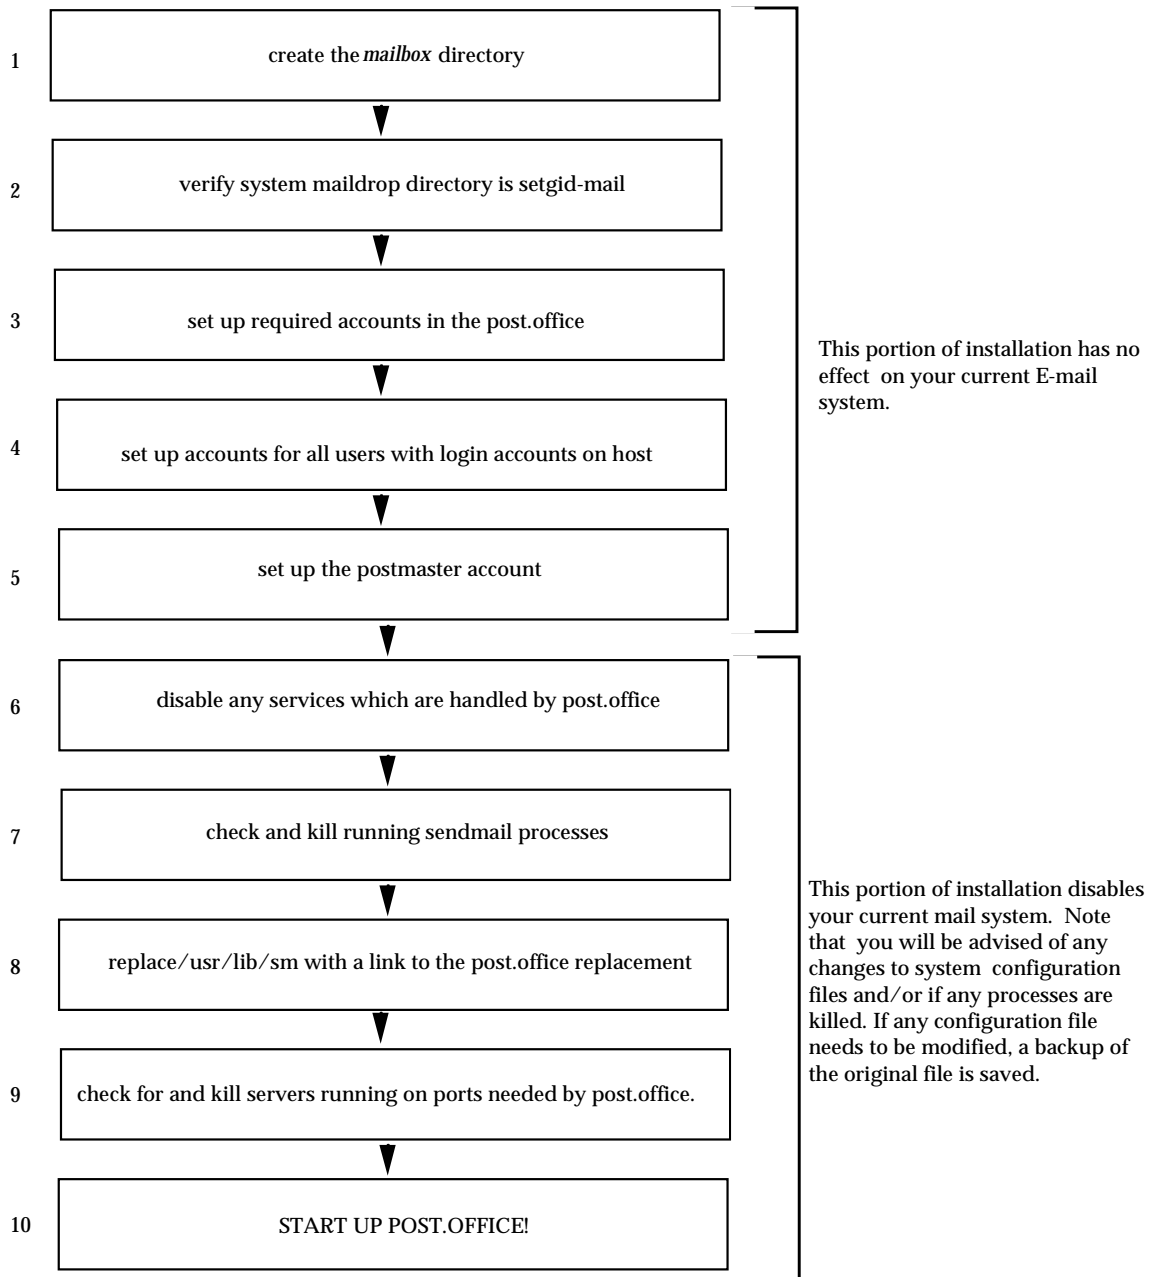 1
create the mailbox directory
2
verify system maildrop directory is setgid-mail
3
set up required accounts in the post.office
4
set up accounts for all users with login accounts on host
5
set up the postmaster account
This portion of installation has no
effect on your current E-mail
system.
6
disable any services which are handled by post.office
7
check and kill running sendmail processes
8
replace/usr/lib/sm with a link to the post.office replacement
9
check for and kill servers running on ports needed by post.office.
10
START UP POST.OFFICE!
This portion of installation disables
your current mail system. Note
that you will be advised of any
changes to system configuration
files and/or if any processes are
killed. If any configuration file
needs to be modified, a backup of
the original file is saved.